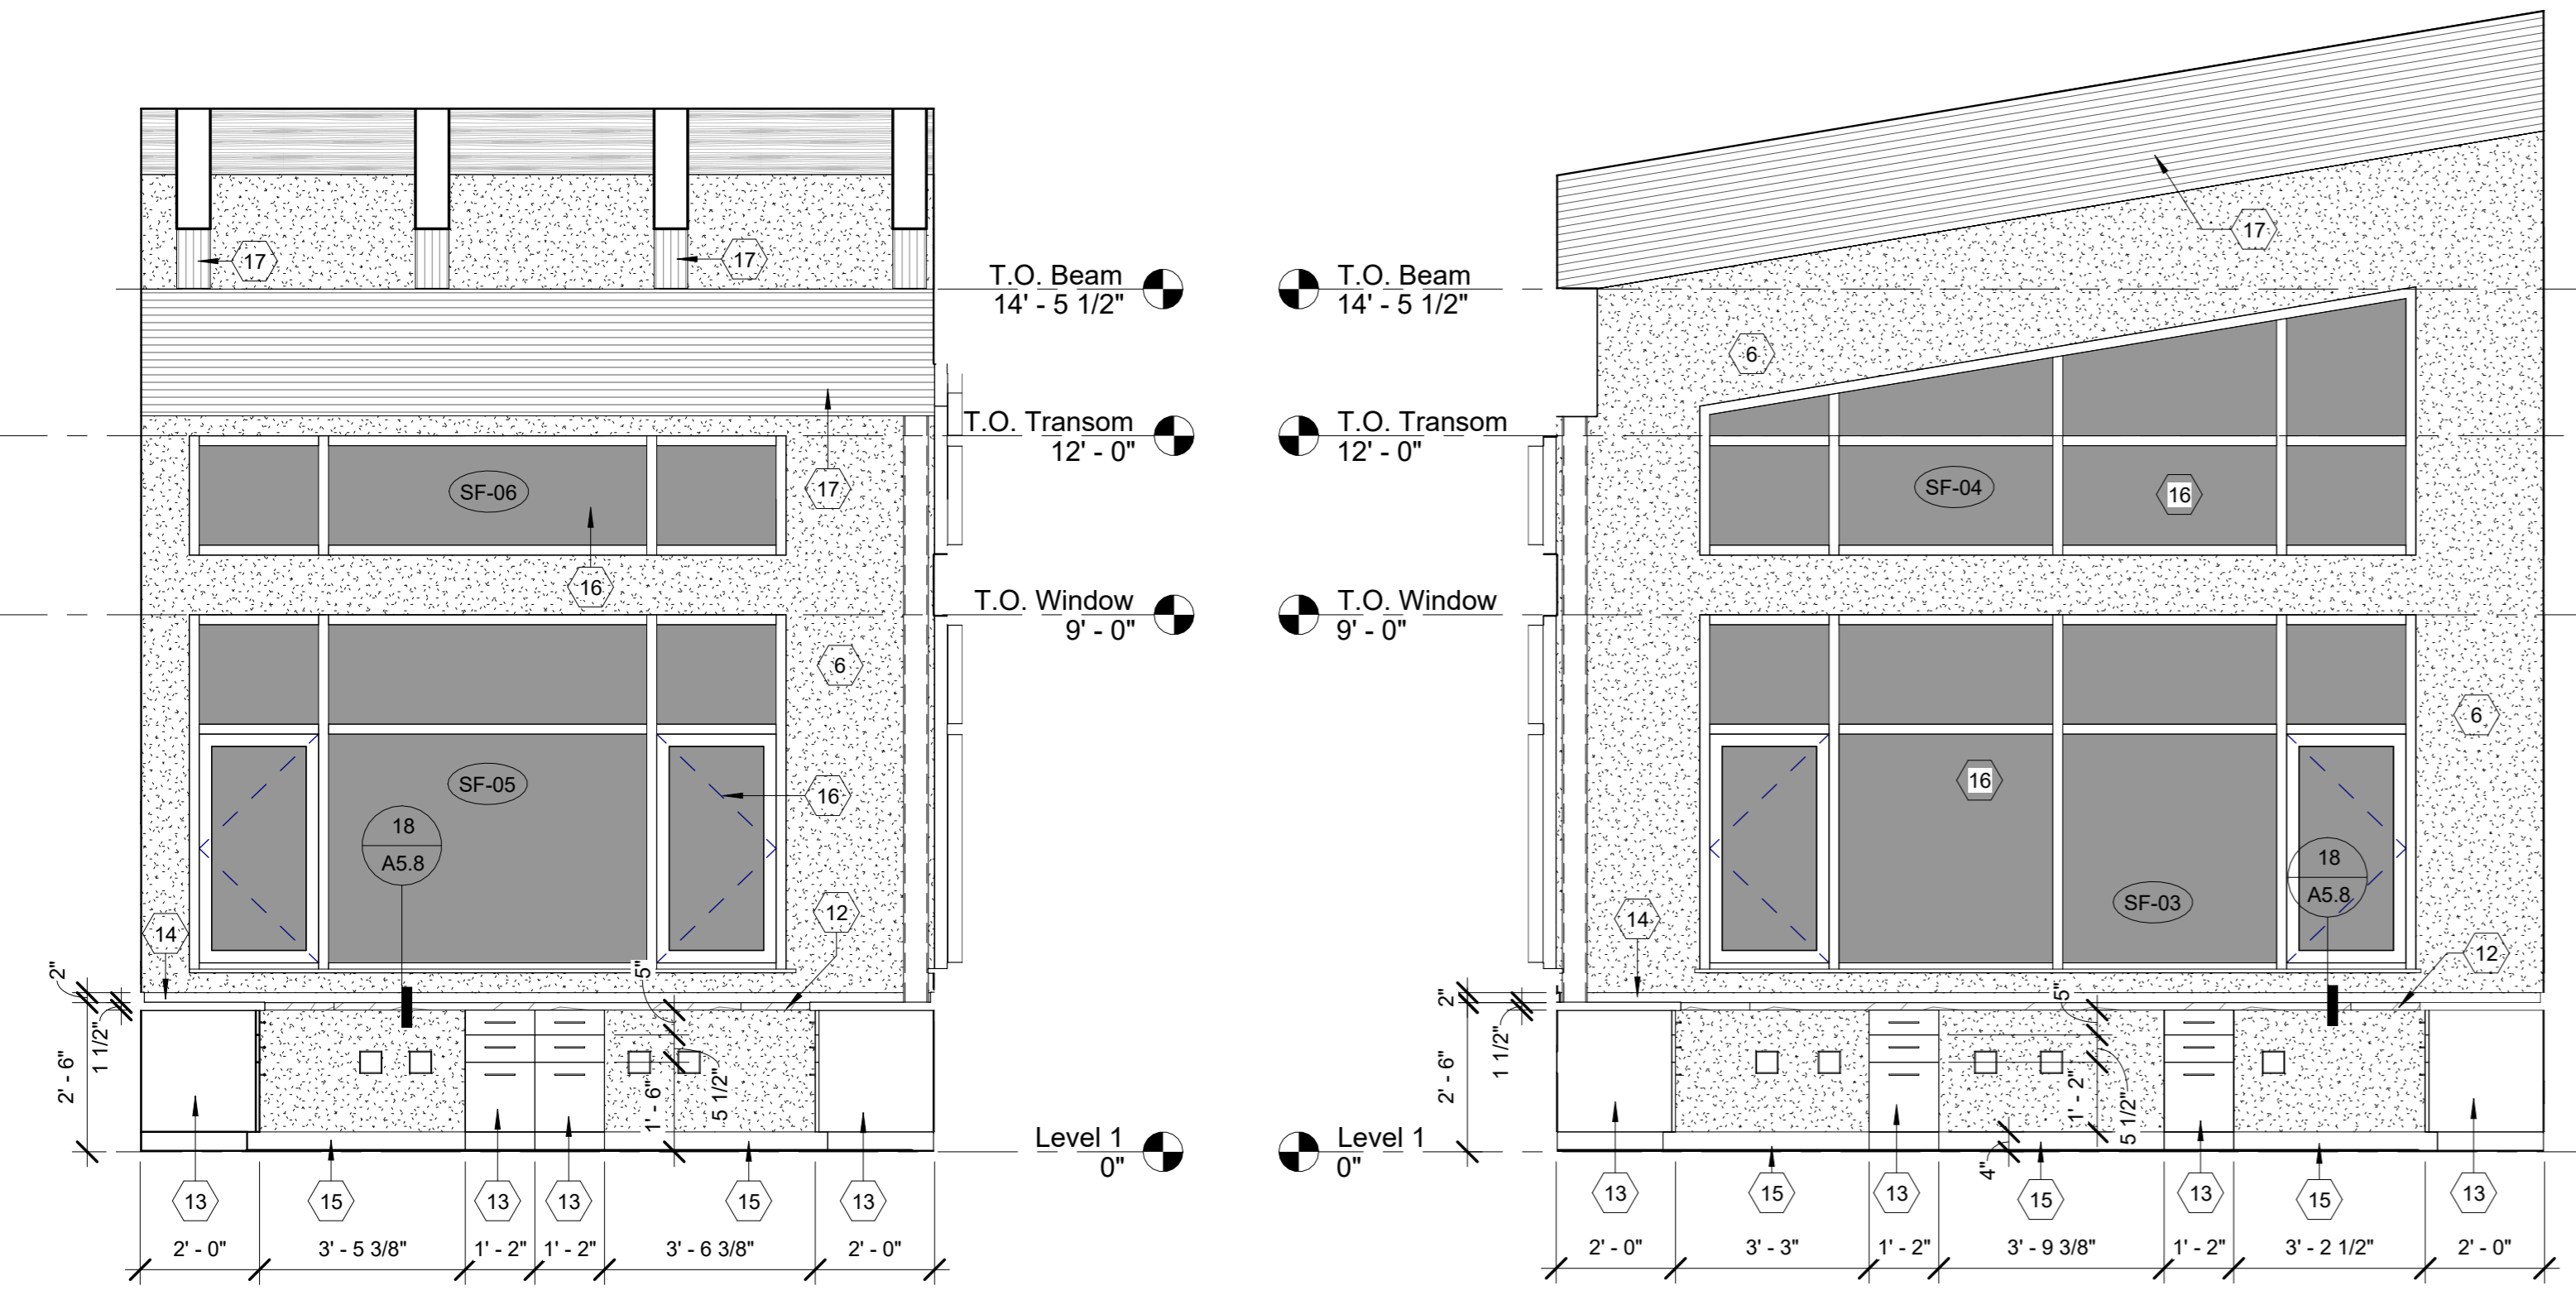 17
17
T.O. Beam
14' - 5 1/2"
T.O. Transom
12' - 0"
SF-06
17
16
T.O. Window
9' - 0"
6
SF-05
16
18
A5.8
12
14
2"
1 1/2"
2' - 6"
5"
5 1/2"
1' - 6"
Level 1
0"
13
15
13
13
15
13
2' - 0"
3' - 5 3/8"
1' - 2"
1' - 2"
3' - 6 3/8"
2' - 0"
17
T.O. Beam
14' - 5 1/2"
6
T.O. Transom
12' - 0"
SF-04
16
T.O. Window
9' - 0"
6
16
18
A5.8
SF-03
14
12
2"
1 1/2"
2' - 6"
5"
5 1/2"
1' - 2"
4"
Level 1
0"
13
15
13
15
13
15
13
2' - 0"
3' - 3"
1' - 2"
3' - 9 3/8"
1' - 2"
3' - 2 1/2"
2' - 0"